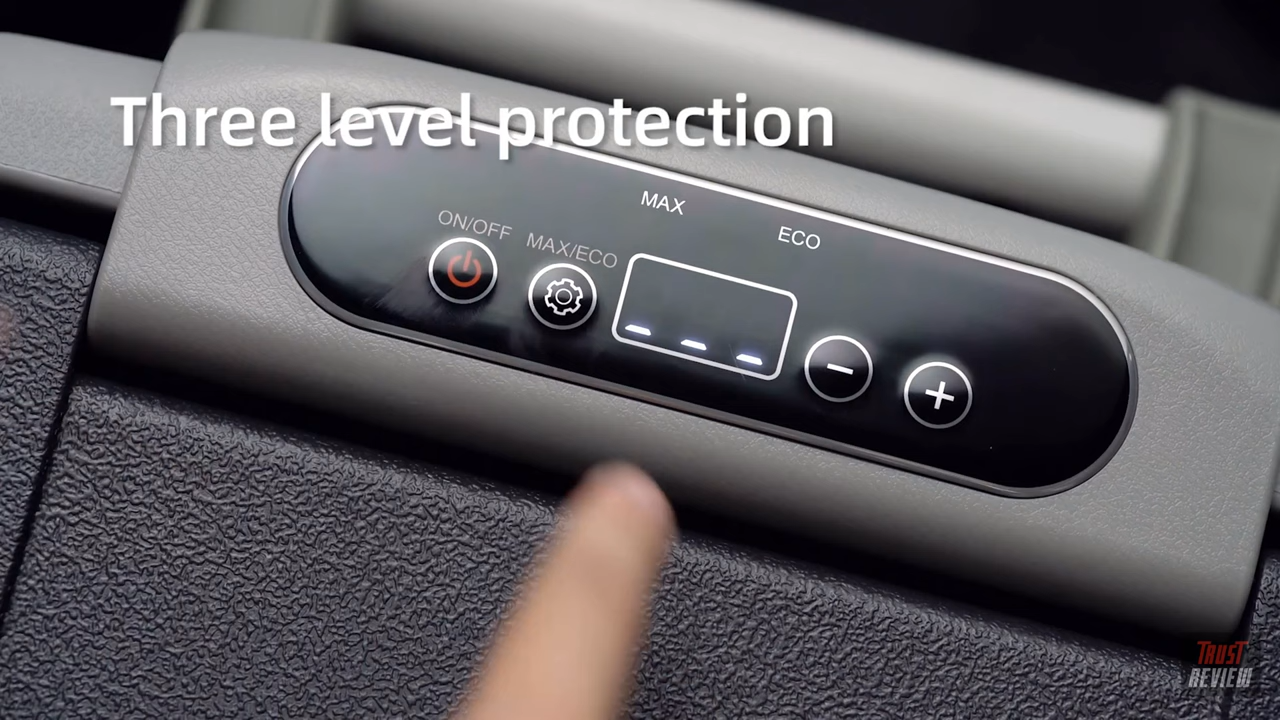 Three level protection
MAX
ECO
ON/OFF
MAX/ECO
TRUST
REVIEW